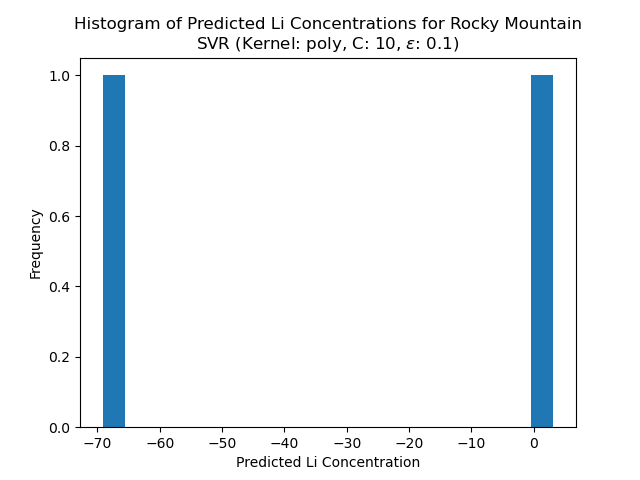 Histogram of Predicted Li Concentrations for Rocky Mountain
SVR (Kernel: poly, C: 10, ε: 0.1)
1.0
0.8
0.6
0.4
0.2
0.0
Frequency
−70 −60 −50 −40 −30 −20 −10 0
Predicted Li Concentration